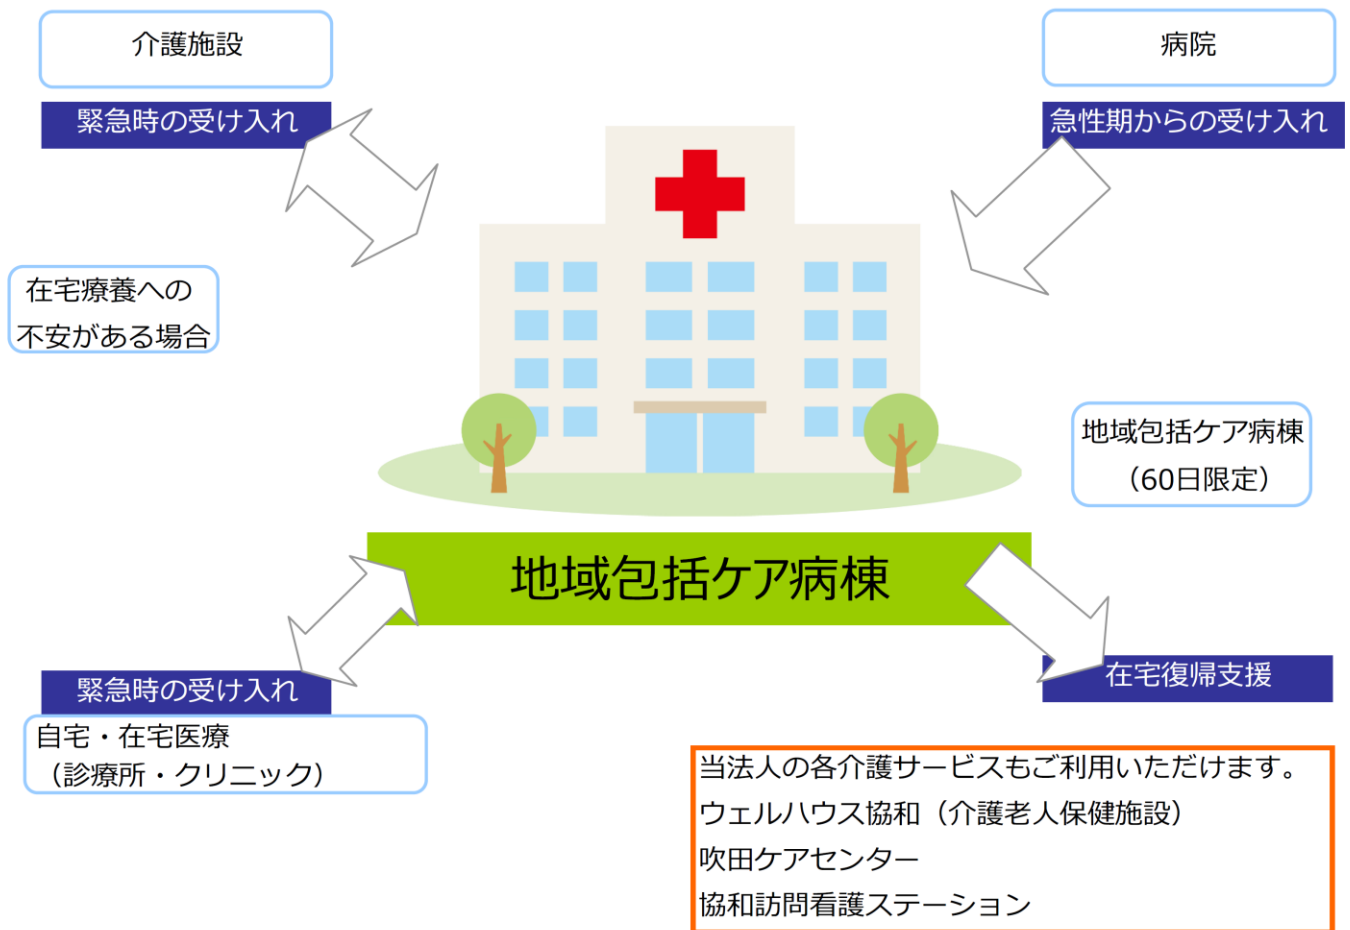 介護施設
緊急時の受け入れ
病院
急性期からの受け入れ
在宅療養への
不安がある場合
地域包括ケア病棟
（60日限定）
地域包括ケア病棟
緊急時の受け入れ
自宅・在宅医療
（診療所・クリニック）
在宅復帰支援
当法人の各介護サービスもご利用いただけます。
ウェルハウス協和（介護老人保健施設）
吹田ケアセンター
協和訪問看護ステーション